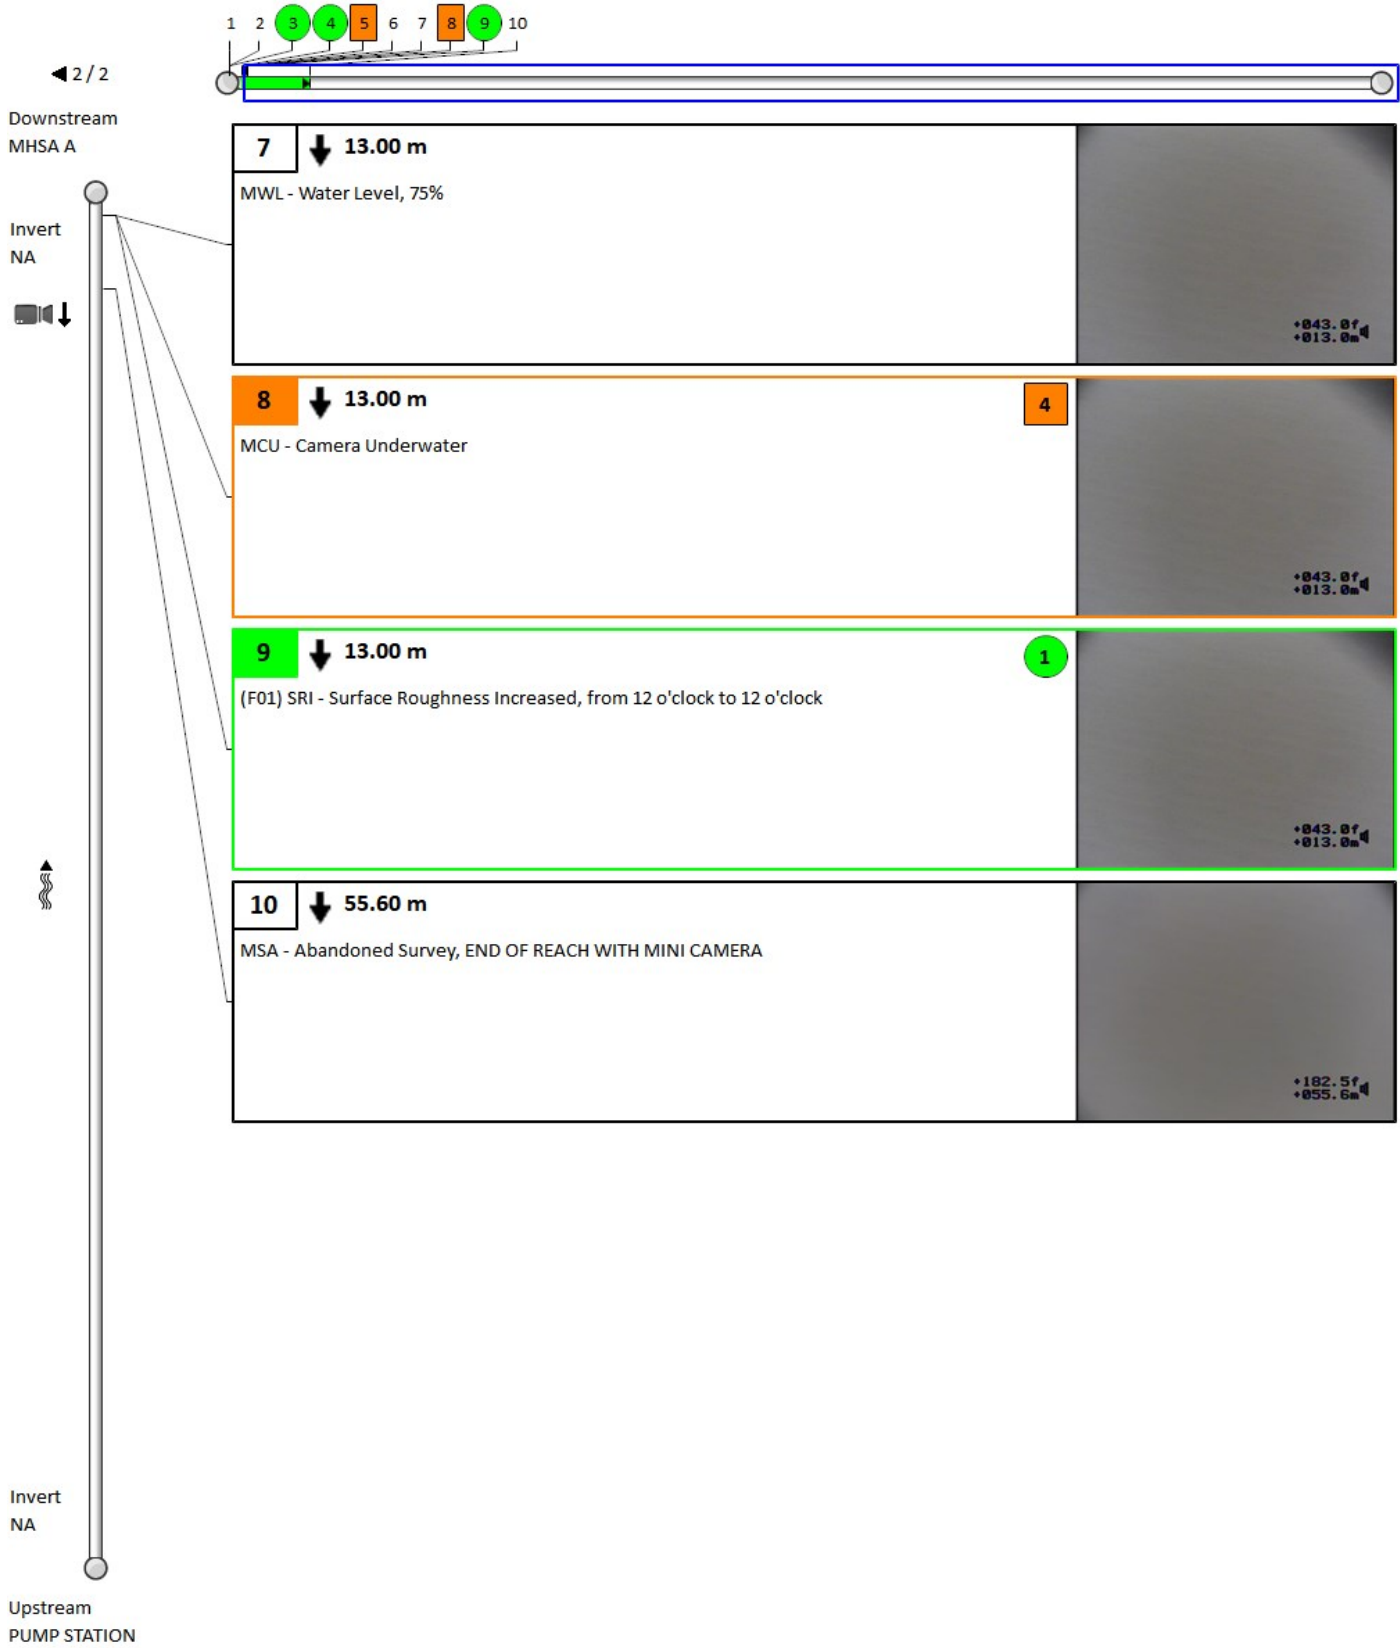 1 2 3 4 5 6 7 8 9 10
2 / 2
Downstream
MHSA A
Invert
NA
7 13.00 m
MWL - Water Level, 75%
+043.0f
+013.0m
8 13.00 m 4
MCU - Camera Underwater
+043.0f
+013.0m
9 13.00 m 1
(F01) SRI - Surface Roughness Increased, from 12 o'clock to 12 o'clock
+043.0f
+013.0m
10 55.60 m
MSA - Abandoned Survey, END OF REACH WITH MINI CAMERA
+182.5f
+055.6m
Invert
NA
Upstream
PUMP STATION